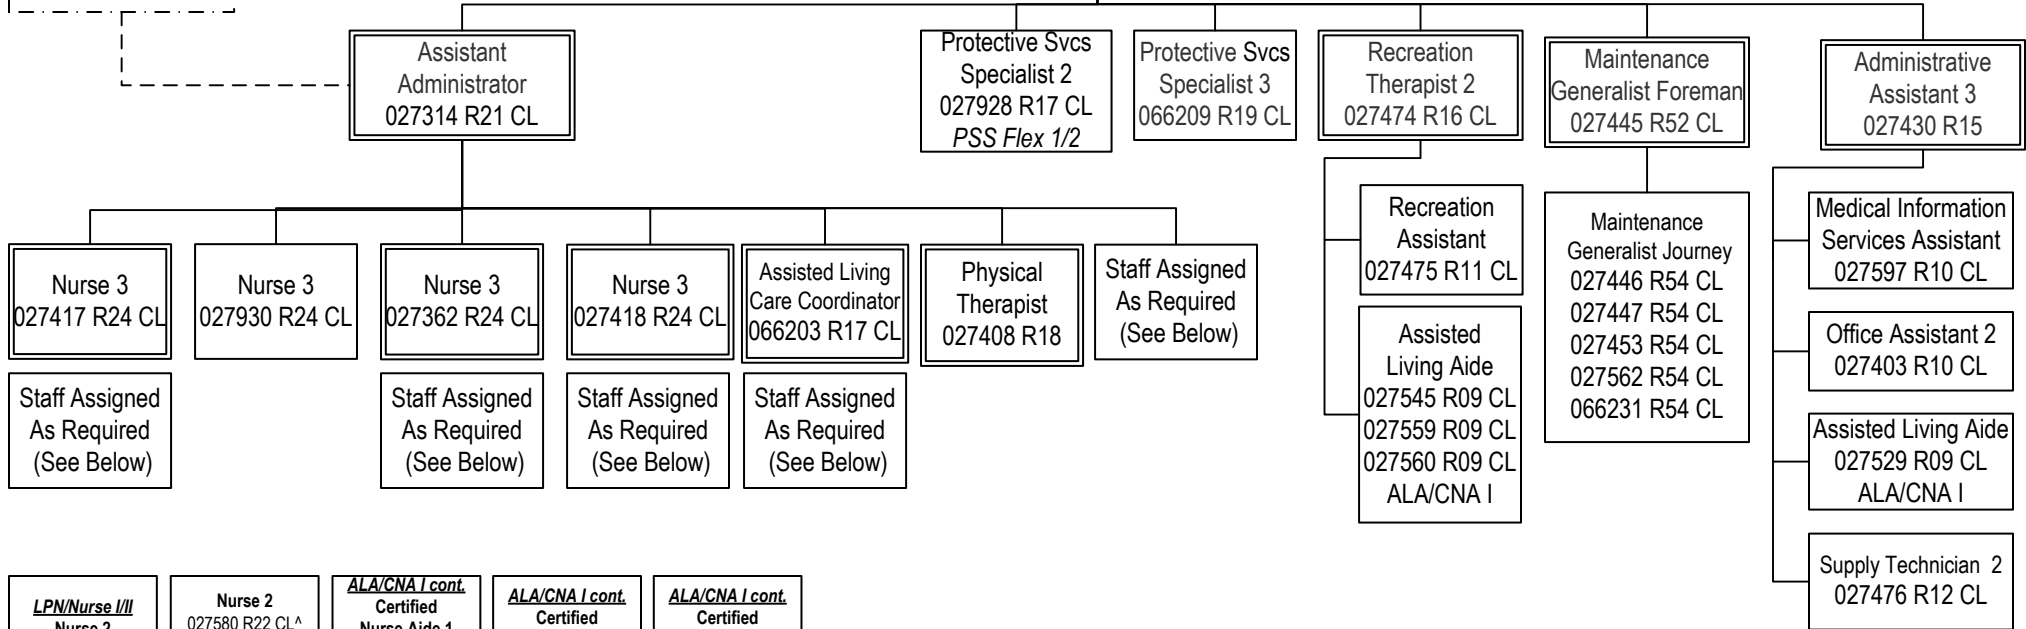 Assistant
Administrator
027314 R21 CL
Protective Svcs
Specialist 2
027928 R17 CL
PSS Flex 1/2
Protective Svcs
Specialist 3
066209 R19 CL
Recreation
Therapist 2
027474 R16 CL
Maintenance
Generalist Foreman
027445 R52 CL
Administrative
Assistant 3
027430 R15
Nurse 3
027417 R24 CL
Nurse 3
027930 R24 CL
Nurse 3
027362 R24 CL
Nurse 3
027418 R24 CL
Assisted Living
Care Coordinator
066203 R17 CL
Physical
Therapist
027408 R18
Staff Assigned
As Required
(See Below)
Staff Assigned
As Required
(See Below)
Staff Assigned
As Required
(See Below)
Staff Assigned
As Required
(See Below)
Staff Assigned
As Required
(See Below)
Recreation
Assistant
027475 R11 CL
Assisted
Living Aide
027545 R09 CL
027559 R09 CL
027560 R09 CL
ALA/CNA I
Maintenance
Generalist Journey
027446 R54 CL
027447 R54 CL
027453 R54 CL
027562 R54 CL
066231 R54 CL
Medical Information
Services Assistant
027597 R10 CL
Office Assistant 2
027403 R10 CL
Assisted Living Aide
027529 R09 CL
ALA/CNA I
Supply Technician 2
027476 R12 CL
LPN/Nurse I/II
Nurse 2
Nurse 2
027580 R22 CL^
ALA/CNA I cont.
Certified
Nurse Aide 1
ALA/CNA I cont.
Certified
ALA/CNA I cont.
Certified